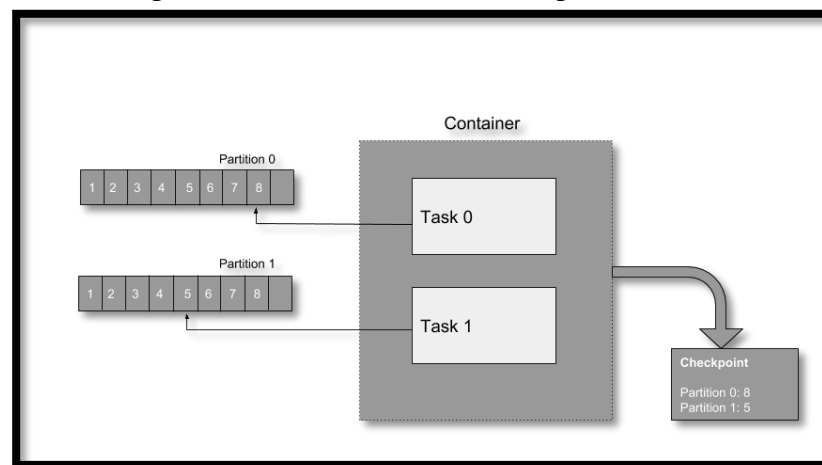 Container
Partition 0
1 2 3 4 5 6 7 8
Task 0
Partition 1
1 2 3 4 5 6 7 8
Task 1
Checkpoint
Partition 0: 8
Partition 1: 5